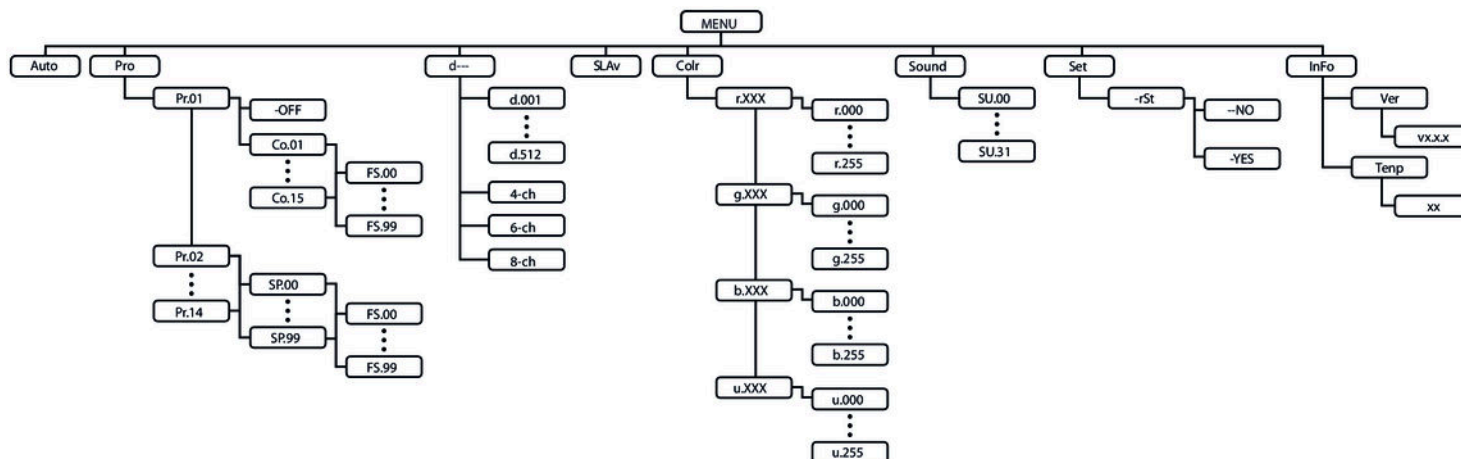 MENU
Auto
Pro
d---
SLAv
Colr
Sound
Set
InFo
Pr.01
-OFF
Co.01
Co.15
FS.00
FS.99
Pr.02
Pr.14
SP.00
SP.99
FS.00
FS.99
d.001
d.512
4-ch
6-ch
8-ch
r.XXX
r.000
r.255
g.XXX
g.000
g.255
b.XXX
b.000
b.255
u.XXX
u.000
u.255
SU.00
SU.31
-rSt
--NO
-YES
Ver
vx.x.x
Tenp
xx